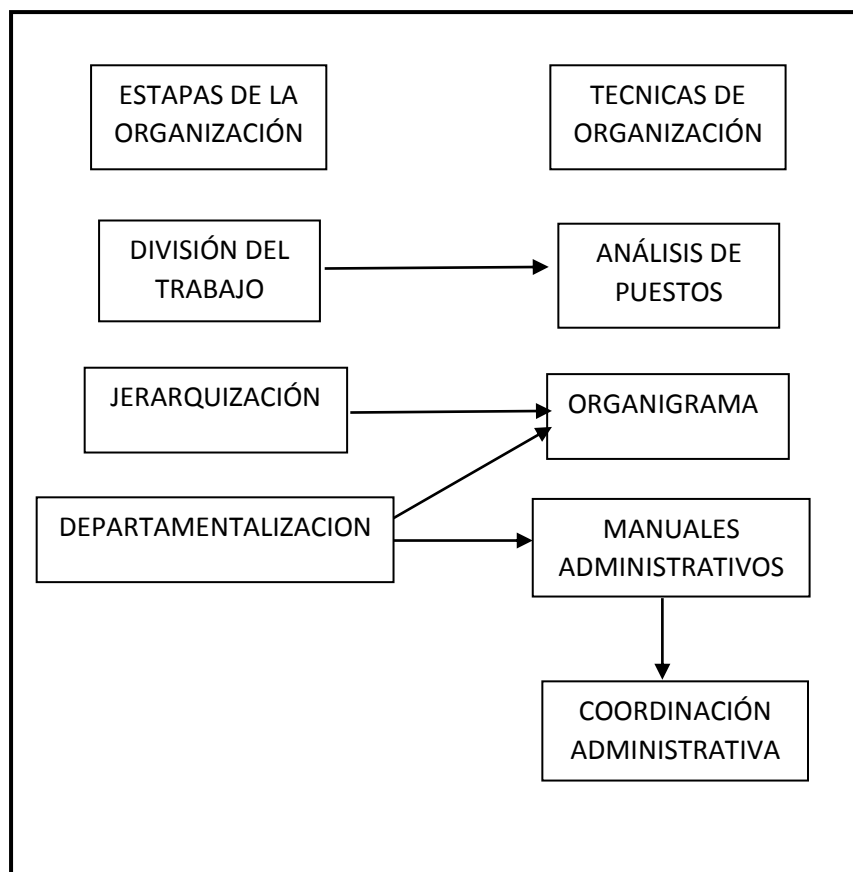 ESTAPAS DE LA
ORGANIZACIÓN
TECNICAS DE
ORGANIZACIÓN
DIVISIÓN DEL
TRABAJO
ANÁLISIS DE
PUESTOS
JERARQUIZACIÓN
ORGANIGRAMA
DEPARTAMENTALIZACION
MANUALES
ADMINISTRATIVOS
COORDINACIÓN
ADMINISTRATIVA